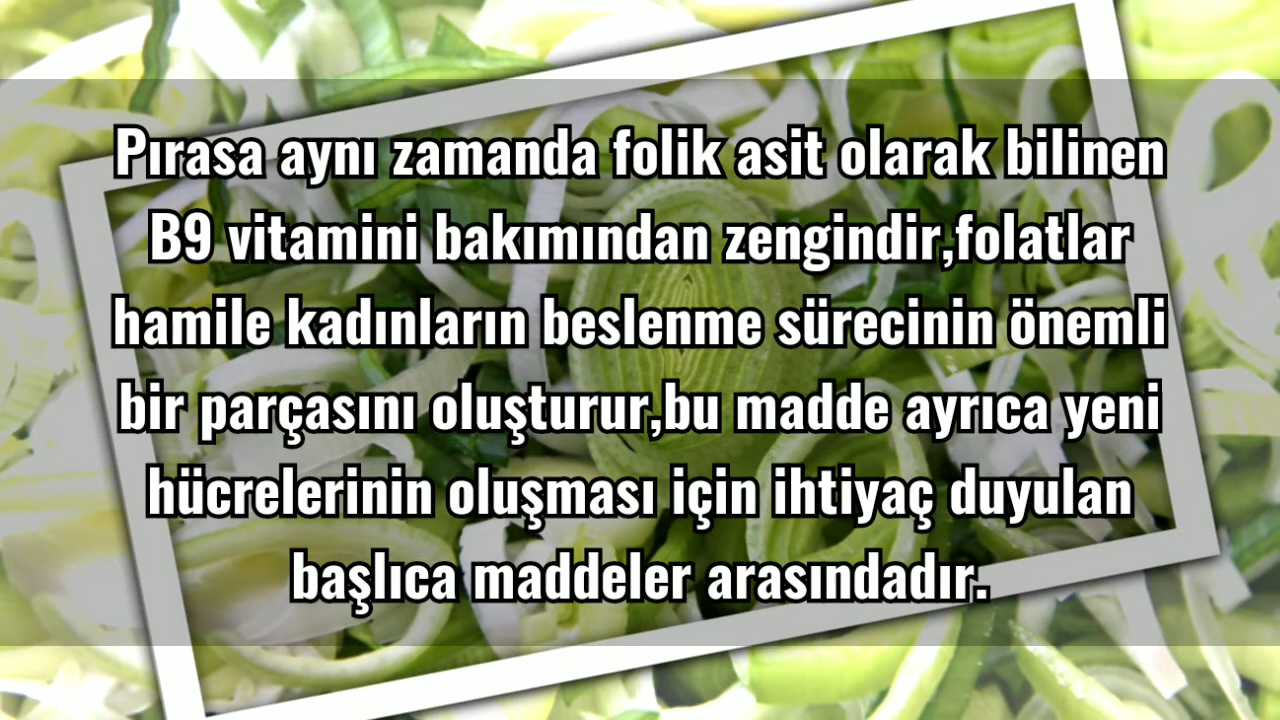 Pırasa aynı zamanda folik asit olarak bilinen
B9 vitamini bakımından zengindir,folatlar
hamile kadınların beslenme sürecinin önemli
bir parçasını oluşturur,bu madde ayrıca yeni
hücrelerinin oluşması için ihtiyaç duyulan
başlıca maddeler arasındadır.